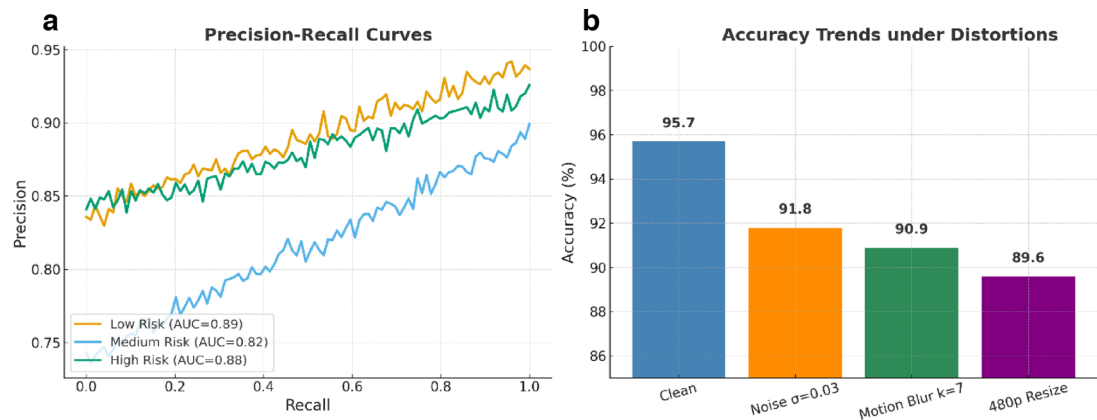 a
Precision-Recall Curves
0.95
0.90
0.85
0.80
0.75
Precision
Low Risk (AUC=0.89)
Medium Risk (AUC=0.82)
High Risk (AUC=0.88)
0.0 0.2 0.4 0.6 0.8 1.0
Recall
b
Accuracy Trends under Distortions
100
98
96
94
92
90
88
86
Accuracy (%)
95.7
91.8
90.9
89.6
Clean
Noise σ=0.03
Motion Blur k=7
480p Resize